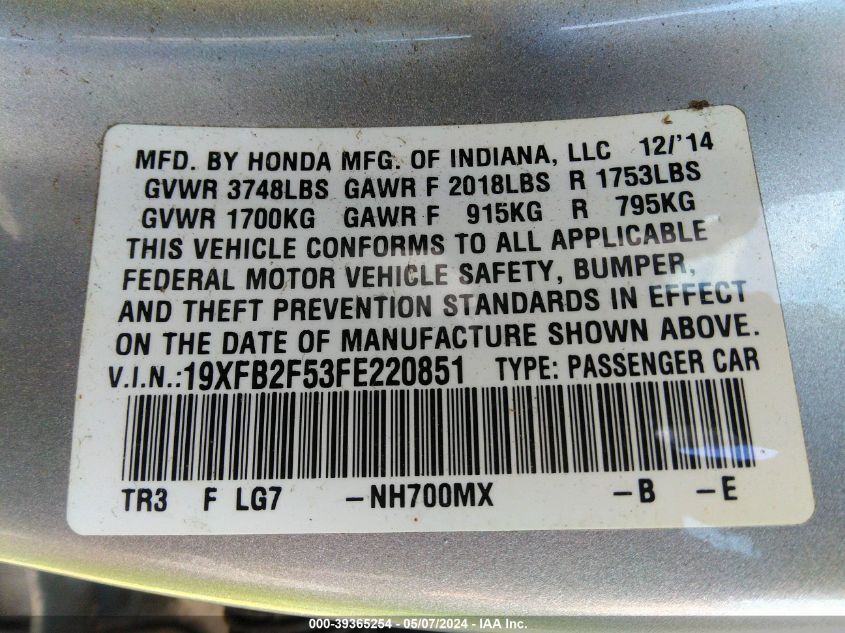 MFD. BY HONDA MFG. OF INDIANA, LLC 12/'14
GVWR 3748LBS GAWR F 2018LBS R 1753LBS
GVWR 1700KG GAWR F 915KG R 795KG
THIS VEHICLE CONFORMS TO ALL APPLICABLE
FEDERAL MOTOR VEHICLE SAFETY, BUMPER,
AND THEFT PREVENTION STANDARDS IN EFFECT
ON THE DATE OF MANUFACTURE SHOWN ABOVE.
V.I.N.:19XFB2F53FE220851 TYPE: PASSENGER CAR
TR3 F LG7 -NH700MX -B -E
000-39365254 - 05/07/2024 - IAA Inc.